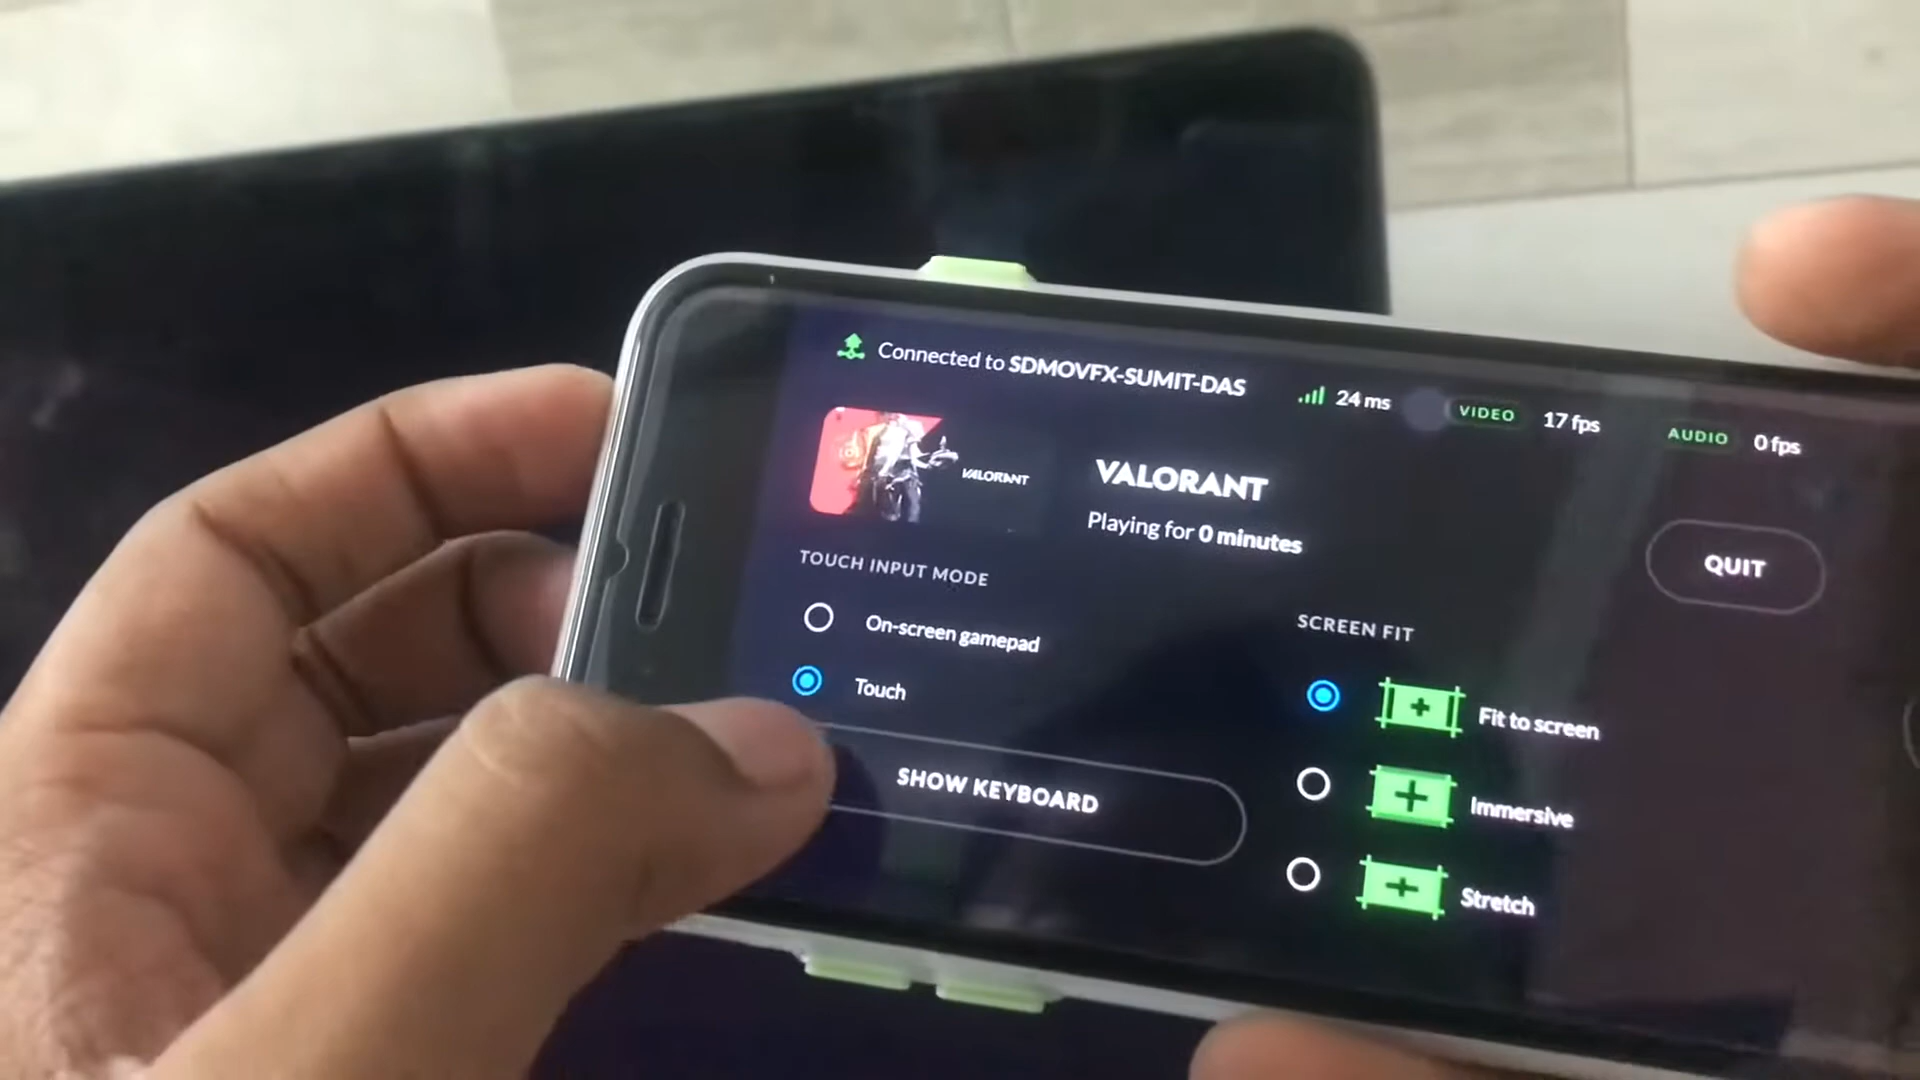 Connected to SDMOVFX-SUMIT-DAS
24 ms
VIDEO
17 fps
AUDIO
0 fps
VALORANT
VALORANT
Playing for 0 minutes
QUIT
TOUCH INPUT MODE
On-screen gamepad
Touch
SHOW KEYBOARD
SCREEN FIT
Fit to screen
Immersive
Stretch